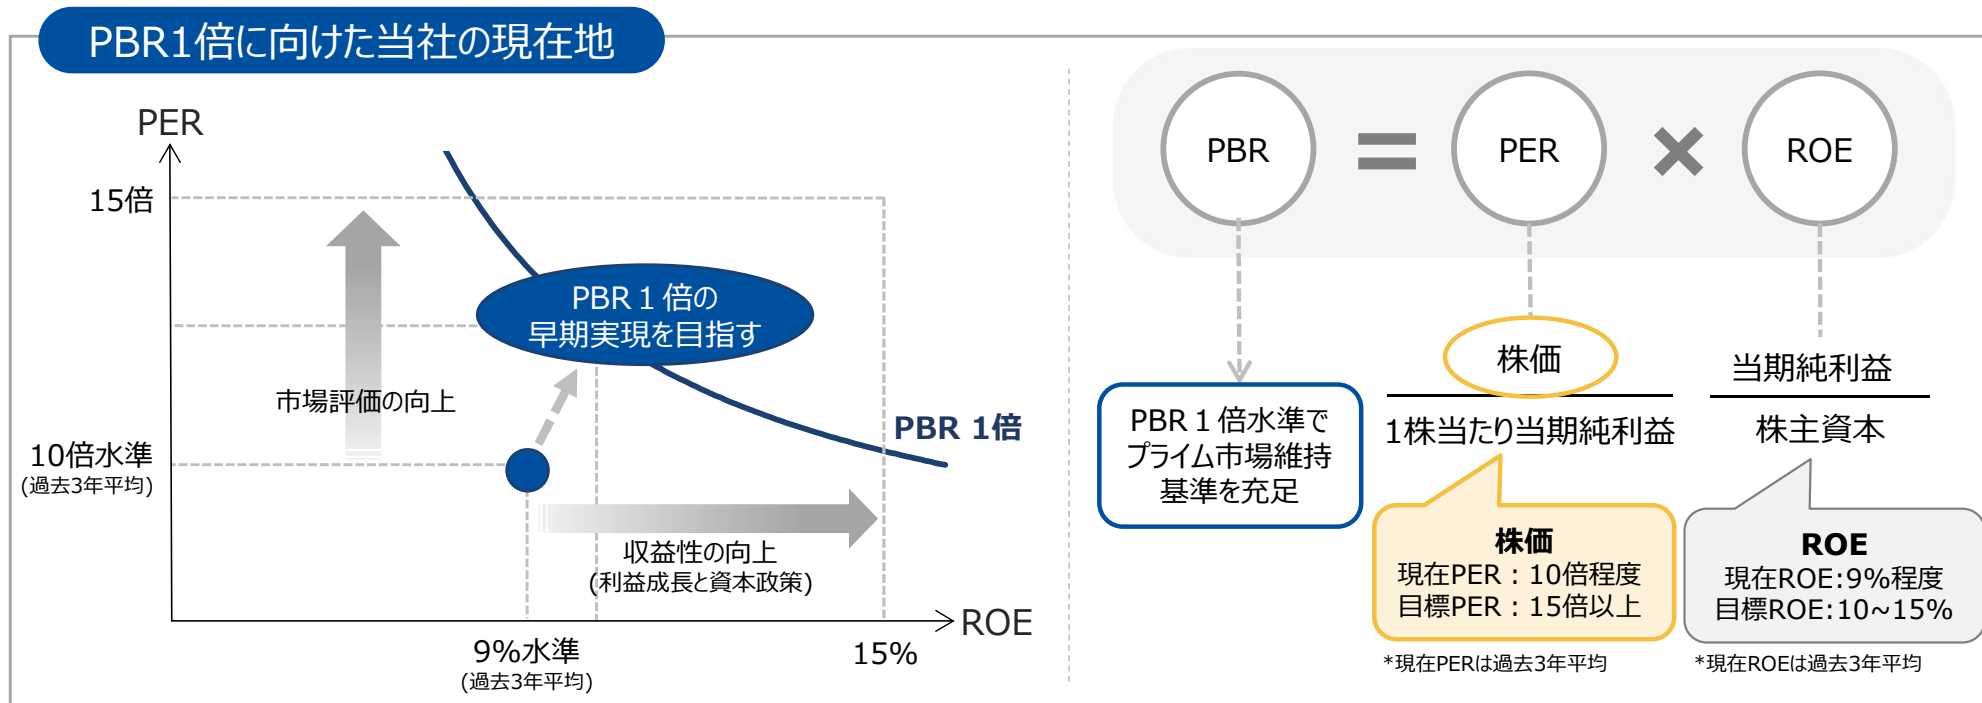 PBR1倍に向けた当社の現在地
PER
15倍
PBR１倍の
早期実現を目指す
市場評価の向上
PBR 1倍
10倍水準
(過去3年平均)
収益性の向上
(利益成長と資本政策)
ROE
9%水準
(過去3年平均)
15%
PBR
=
PER
×
ROE
PBR１倍水準で
プライム市場維持
基準を充足
株価
1株当たり当期純利益
当期純利益
株主資本
株価
現在PER：10倍程度
目標PER：15倍以上
*現在PERは過去3年平均
ROE
現在ROE:9%程度
目標ROE:10~15%
*現在ROEは過去3年平均